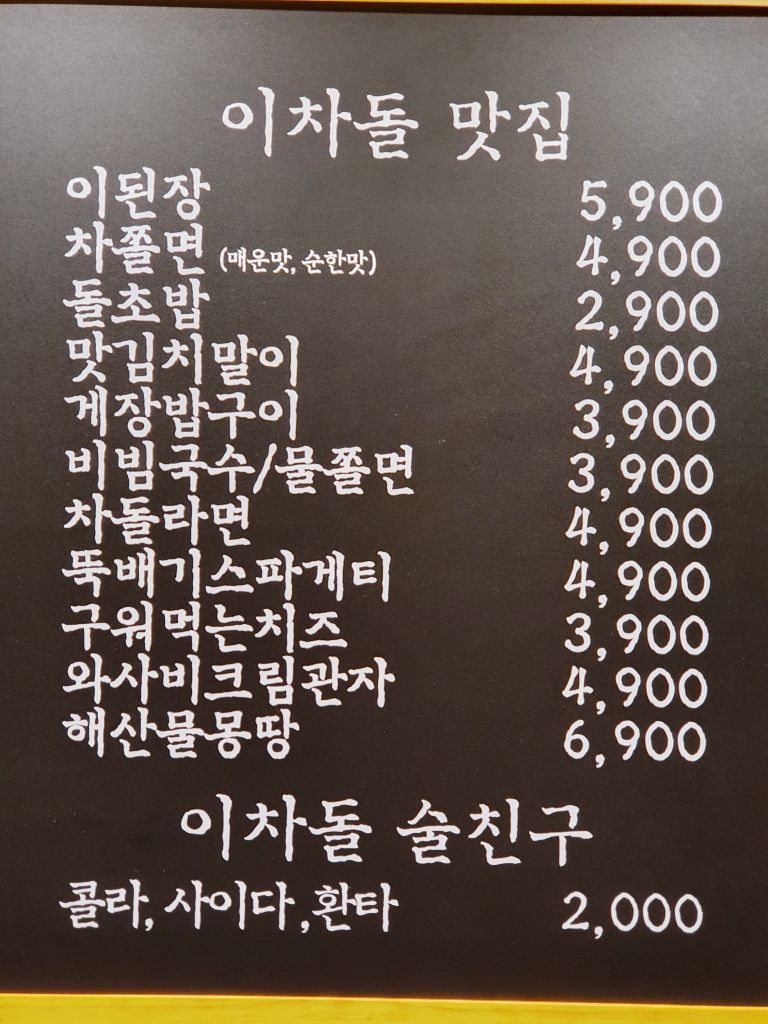 이차돌 맛집
이된장 5,900
차쫄면 (매운맛, 순한맛) 4,900
돌초밥 2,900
맛김치말이 4,900
게장밥구이 3,900
비빔국수/물쫄면 3,900
차돌라면 4,900
뚝배기스파게티 4,900
구워먹는치즈 3,900
와사비크림관자 4,900
해산물몽땅 6,900
이차돌 술친구
콜라, 사이다, 환타 2,000